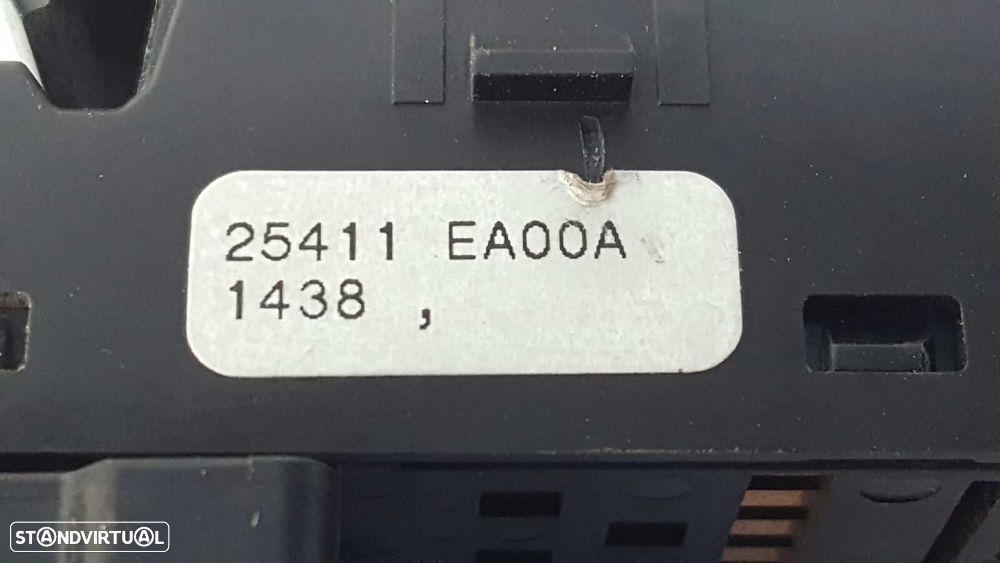 25411 EA00A
1438 ,
STANDVIRTUAL